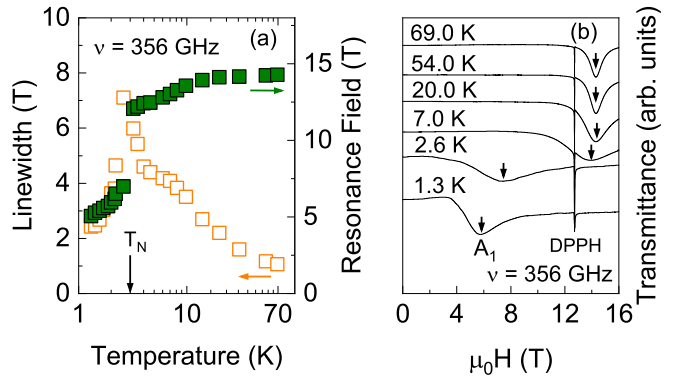 (a)
ν = 356 GHz
Linewidth (T)
10
8
6
4
2
0
15
10
5
0
Resonance Field (T)
T_N
1
10
70
Temperature (K)
(b)
69.0 K
54.0 K
20.0 K
7.0 K
2.6 K
1.3 K
A_1
DPPH
ν = 356 GHz
Transmittance (arb. units)
0
4
8
12
16
μ_0H (T)